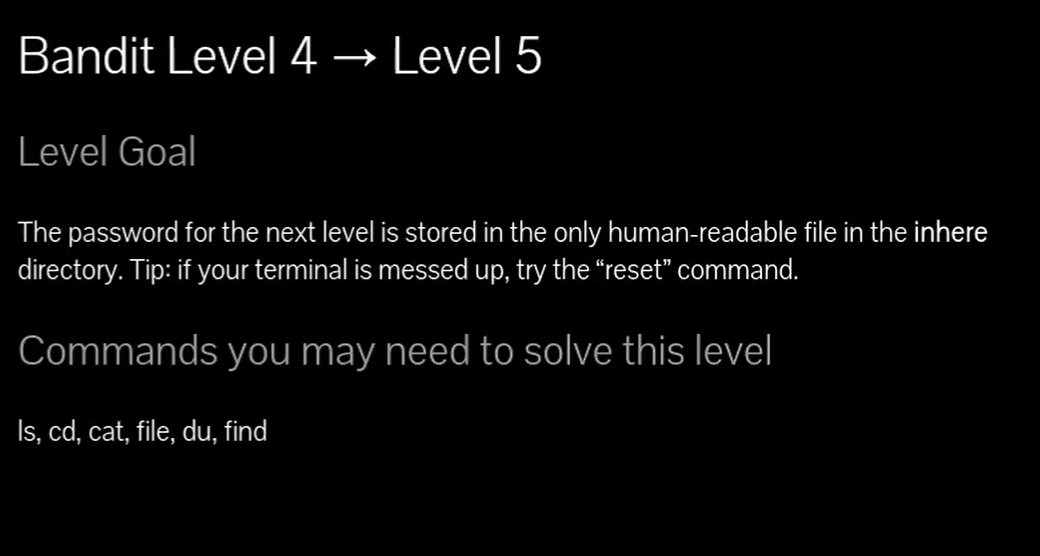 Bandit Level 4 → Level 5
Level Goal
The password for the next level is stored in the only human-readable file in the inhere
directory. Tip: if your terminal is messed up, try the “reset” command.
Commands you may need to solve this level
ls, cd, cat, file, du, find